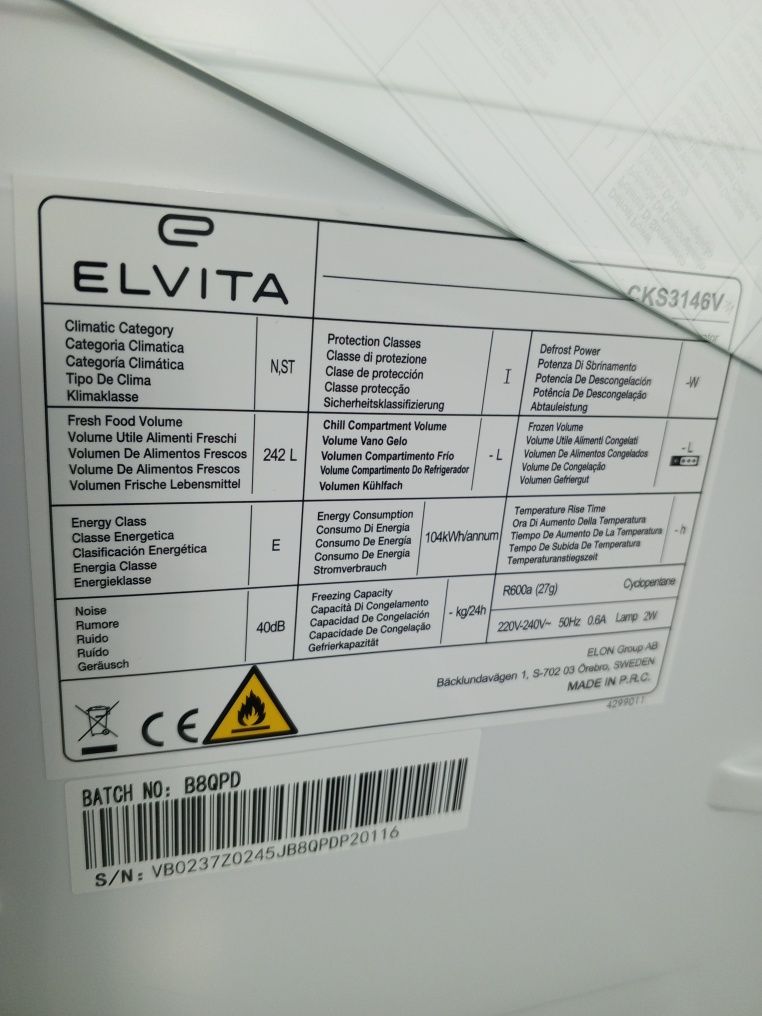 ELVITA
CKS3146V
Climatic Category
Categoria Climatica
Categoría Climática
Tipo De Clima
Klimaklasse
N,ST
Protection Classes
Classe di protezione
Clase de protección
Classe protecção
Sicherheitsklassifizierung
I
Defrost Power
Potenza Di Sbrinamento
Potencia De Descongelación
Potência De Descongelação
Abtauleistung
-W
Fresh Food Volume
Volume Utile Alimenti Freschi
Volumen De Alimentos Frescos
Volume De Alimentos Frescos
Volumen Frische Lebensmittel
242 L
Chill Compartment Volume
Volume Vano Gelo
Volumen Compartimento Frío
Volume Compartimento Do Refrigerador
Volumen Kühlfach
- L
Frozen Volume
Volume Utile Alimenti Congelati
Volumen De Alimentos Congelados
Volume De Congelação
Volumen Gefriergut
- L
Energy Class
Classe Energetica
Clasificación Energética
Energia Classe
Energieklasse
E
Energy Consumption
Consumo Di Energia
Consumo De Energía
Consumo De Energia
Stromverbrauch
104kWh/annum
Temperature Rise Time
Ora Di Aumento Della Temperatura
Tiempo De Aumento De La Temperatura
Tempo De Subida De Temperatura
Temperaturanstiegszeit
- h
Noise
Rumore
Ruido
Ruído
Geräusch
40dB
Freezing Capacity
Capacità Di Congelamento
Capacidad De Congelación
Capacidade De Congelação
Gefrierkapazität
- kg/24h
R600a (27g) Cyclopentane
220V-240V~ 50Hz 0.6A Lamp 2W
ELON Group AB
Bäcklundavägen 1, S-702 03 Örebro, SWEDEN
MADE IN P.R.C.
4299011
CE
BATCH NO: B8QPD
S/N: VB0237Z0245JB8QPDP20116